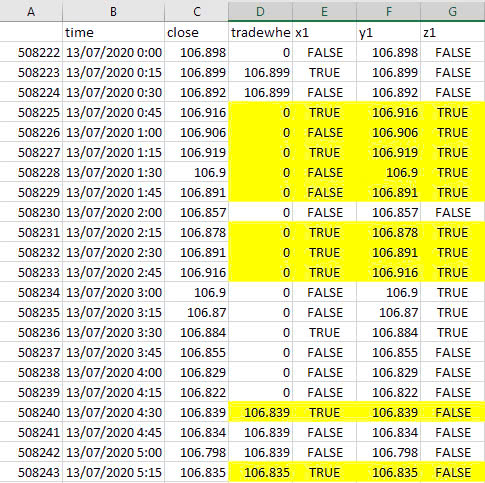 A B C D E F G
time close tradewhe x1 y1 z1
508222 13/07/2020 0:00 106.898 0 FALSE 106.898 FALSE
508223 13/07/2020 0:15 106.899 106.899 TRUE 106.899 FALSE
508224 13/07/2020 0:30 106.892 106.899 FALSE 106.892 FALSE
508225 13/07/2020 0:45 106.916 0 TRUE 106.916 TRUE
508226 13/07/2020 1:00 106.906 0 FALSE 106.906 TRUE
508227 13/07/2020 1:15 106.919 0 TRUE 106.919 TRUE
508228 13/07/2020 1:30 106.9 0 FALSE 106.9 TRUE
508229 13/07/2020 1:45 106.891 0 FALSE 106.891 TRUE
508230 13/07/2020 2:00 106.857 0 FALSE 106.857 FALSE
508231 13/07/2020 2:15 106.878 0 TRUE 106.878 TRUE
508232 13/07/2020 2:30 106.891 0 TRUE 106.891 TRUE
508233 13/07/2020 2:45 106.916 0 TRUE 106.916 TRUE
508234 13/07/2020 3:00 106.9 0 FALSE 106.9 TRUE
508235 13/07/2020 3:15 106.87 0 FALSE 106.87 TRUE
508236 13/07/2020 3:30 106.884 0 TRUE 106.884 TRUE
508237 13/07/2020 3:45 106.855 0 FALSE 106.855 FALSE
508238 13/07/2020 4:00 106.829 0 FALSE 106.829 FALSE
508239 13/07/2020 4:15 106.822 0 FALSE 106.822 FALSE
508240 13/07/2020 4:30 106.839 106.839 TRUE 106.839 FALSE
508241 13/07/2020 4:45 106.834 106.839 FALSE 106.834 FALSE
508242 13/07/2020 5:00 106.798 106.839 FALSE 106.798 FALSE
508243 13/07/2020 5:15 106.835 106.835 TRUE 106.835 FALSE